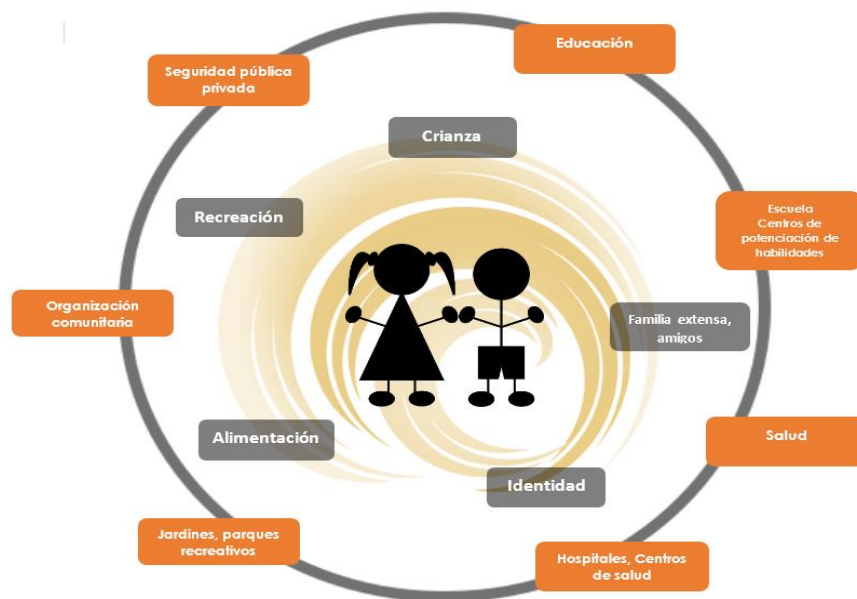 Educación
Seguridad pública
privada
Crianza
Recreación
Escuela
Centros de
potenciación de
habilidades
Organización
comunitaria
Familia extensa,
amigos
Alimentación
Salud
Identidad
Jardines, parques
recreativos
Hospitales, Centros
de salud